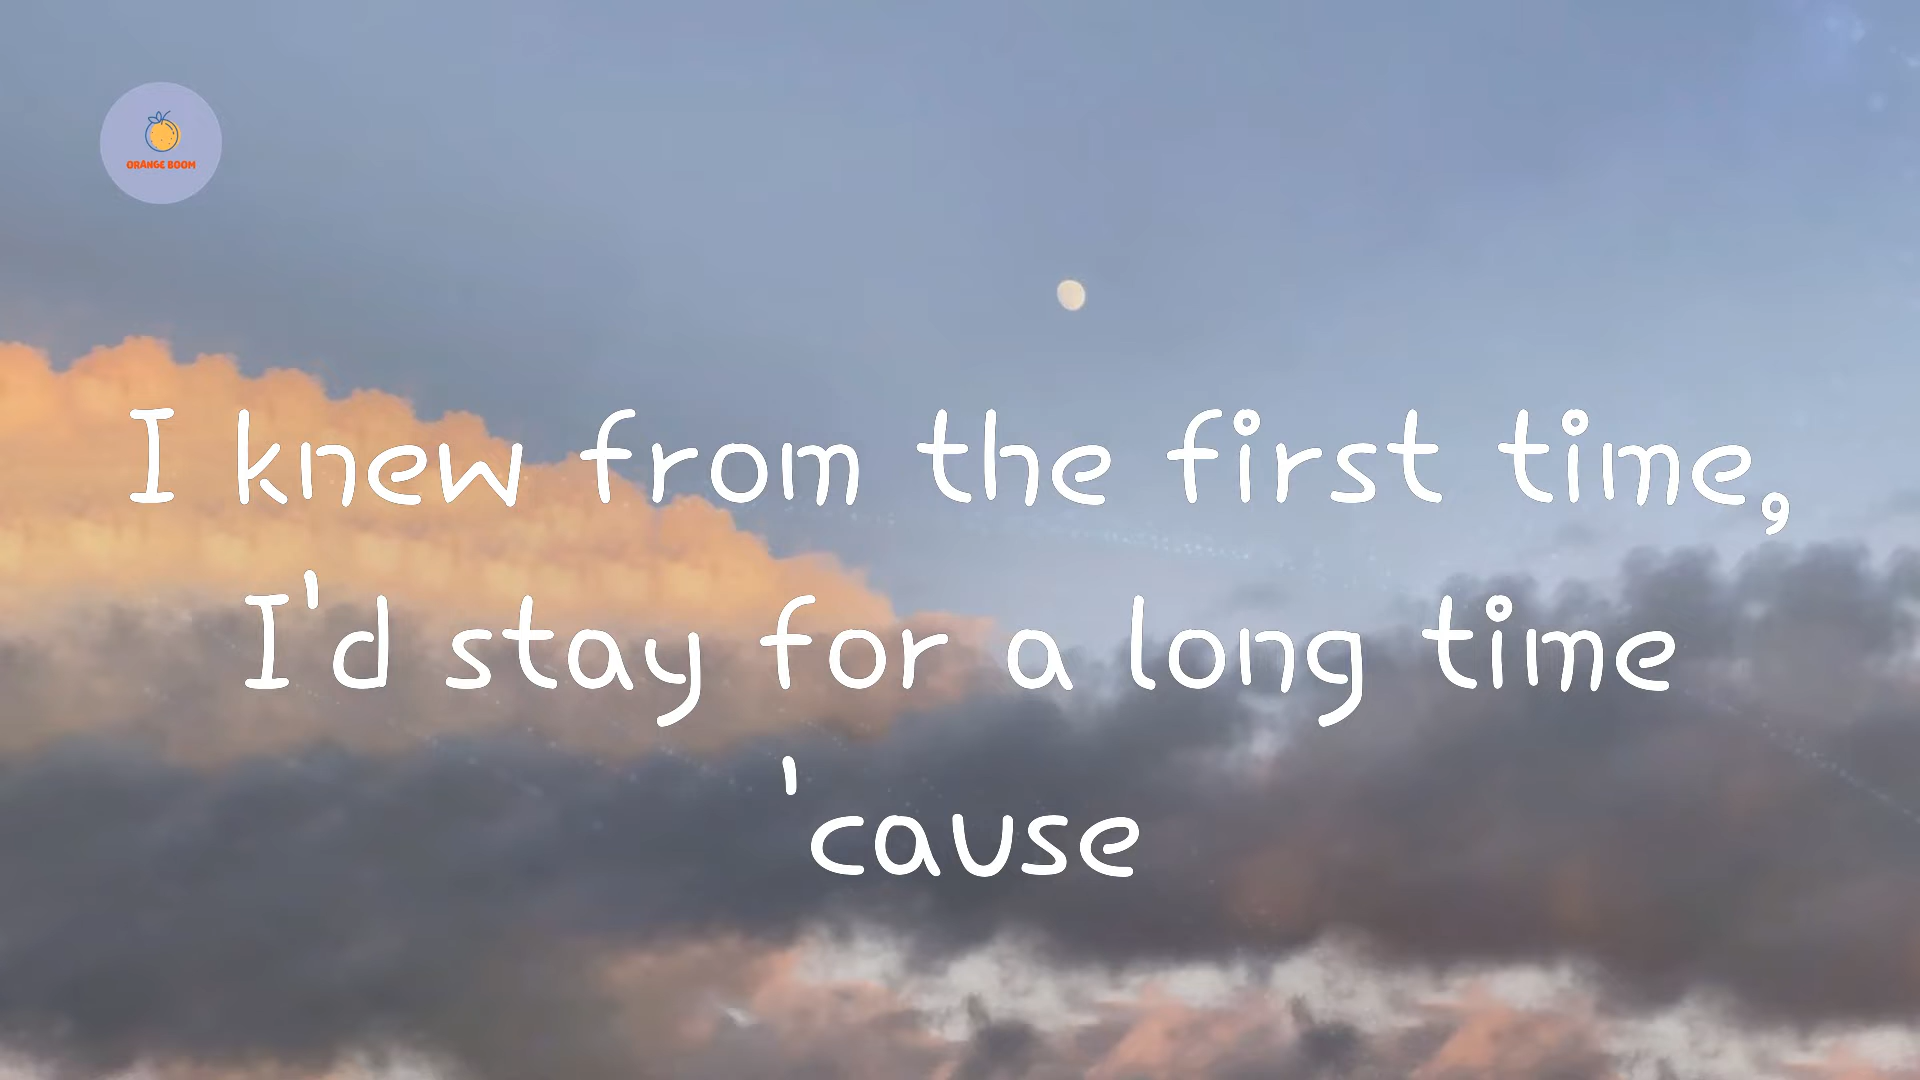 ORANGE BOOM
I knew from the first time,
I'd stay for a long time
'cause